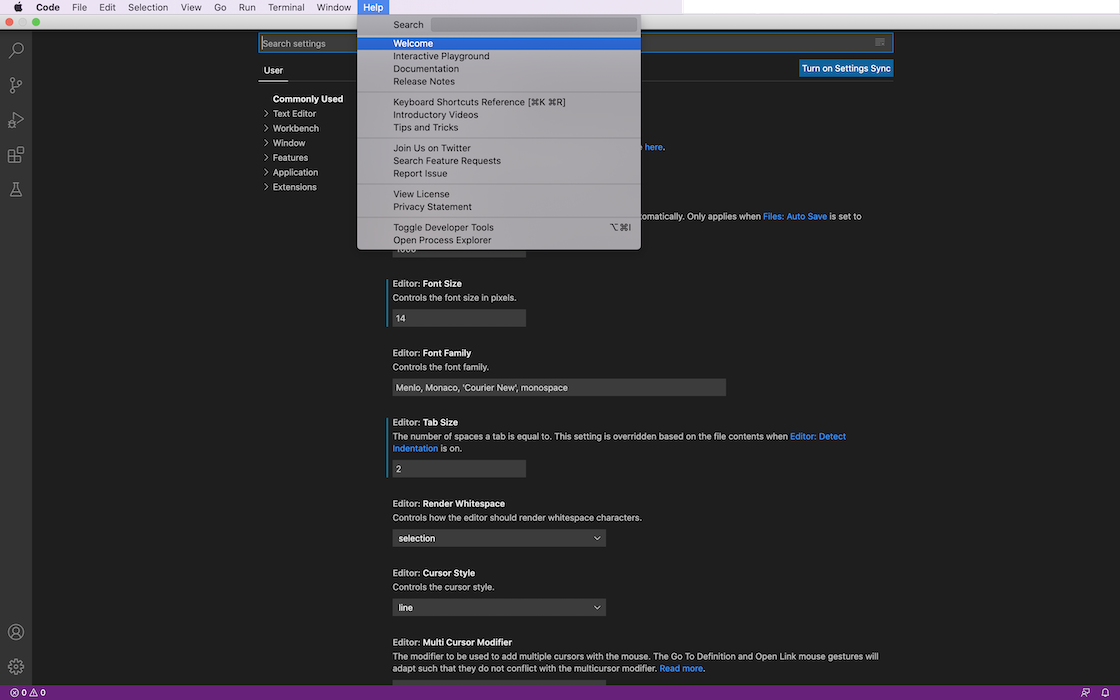 Code File Edit Selection View Go Run Terminal Window Help
Search
Search settings
Welcome
Interactive Playground
Documentation
Release Notes
User
Turn on Settings Sync
Commonly Used
Text Editor
Workbench
Window
Features
Application
Extensions
Keyboard Shortcuts Reference [⌘K ⌘R]
Introductory Videos
Tips and Tricks
Join Us on Twitter
Search Feature Requests
Report Issue
View License
Privacy Statement
Toggle Developer Tools ⌥⌘I
Open Process Explorer
here.
omatically. Only applies when Files: Auto Save is set to
1000
Editor: Font Size
Controls the font size in pixels.
14
Editor: Font Family
Controls the font family.
Menlo, Monaco, 'Courier New', monospace
Editor: Tab Size
The number of spaces a tab is equal to. This setting is overridden based on the file contents when Editor: Detect
Indentation is on.
2
Editor: Render Whitespace
Controls how the editor should render whitespace characters.
selection
Editor: Cursor Style
Controls the cursor style.
line
Editor: Multi Cursor Modifier
The modifier to be used to add multiple cursors with the mouse. The Go To Definition and Open Link mouse gestures will
adapt such that they do not conflict with the multicursor modifier. Read more.
0 0